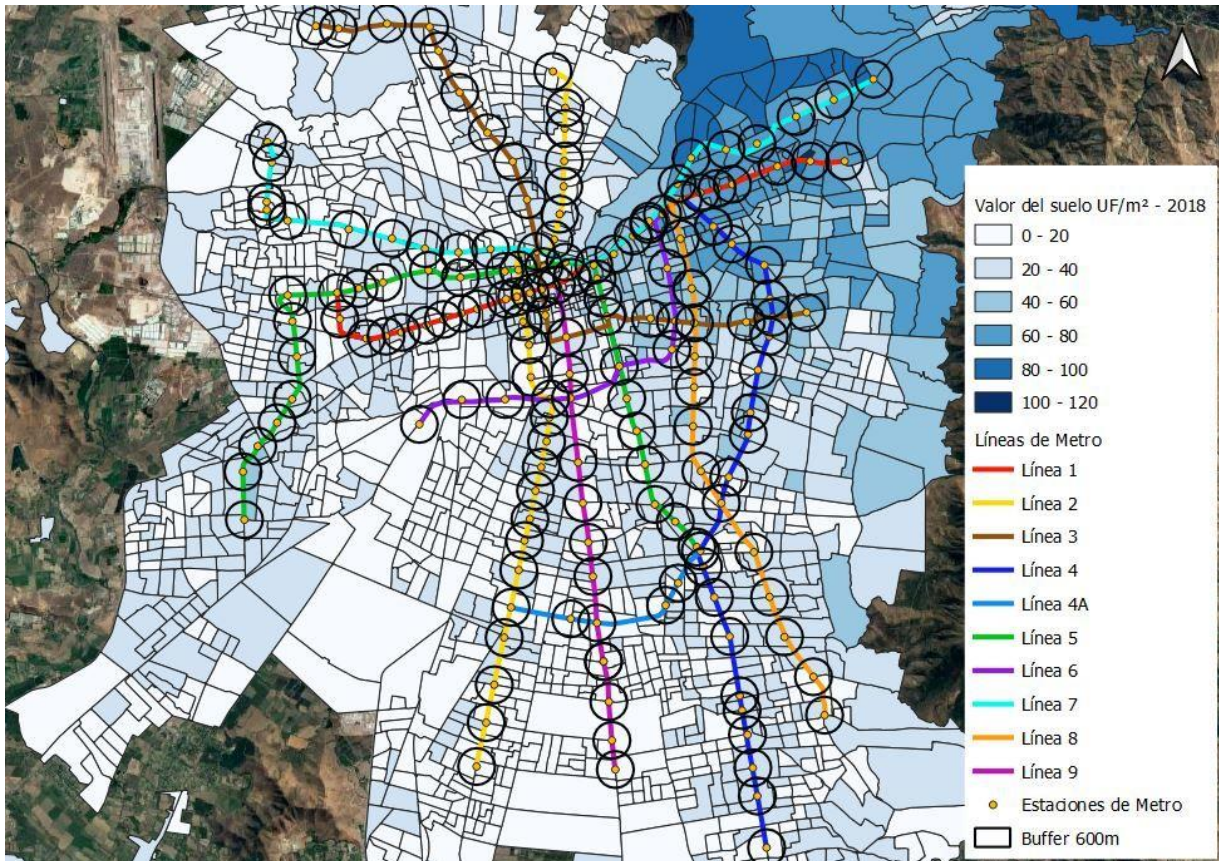 Valor del suelo UF/m² - 2018
0 - 20
20 - 40
40 - 60
60 - 80
80 - 100
100 - 120
Líneas de Metro
Línea 1
Línea 2
Línea 3
Línea 4
Línea 4A
Línea 5
Línea 6
Línea 7
Línea 8
Línea 9
Estaciones de Metro
Buffer 600m